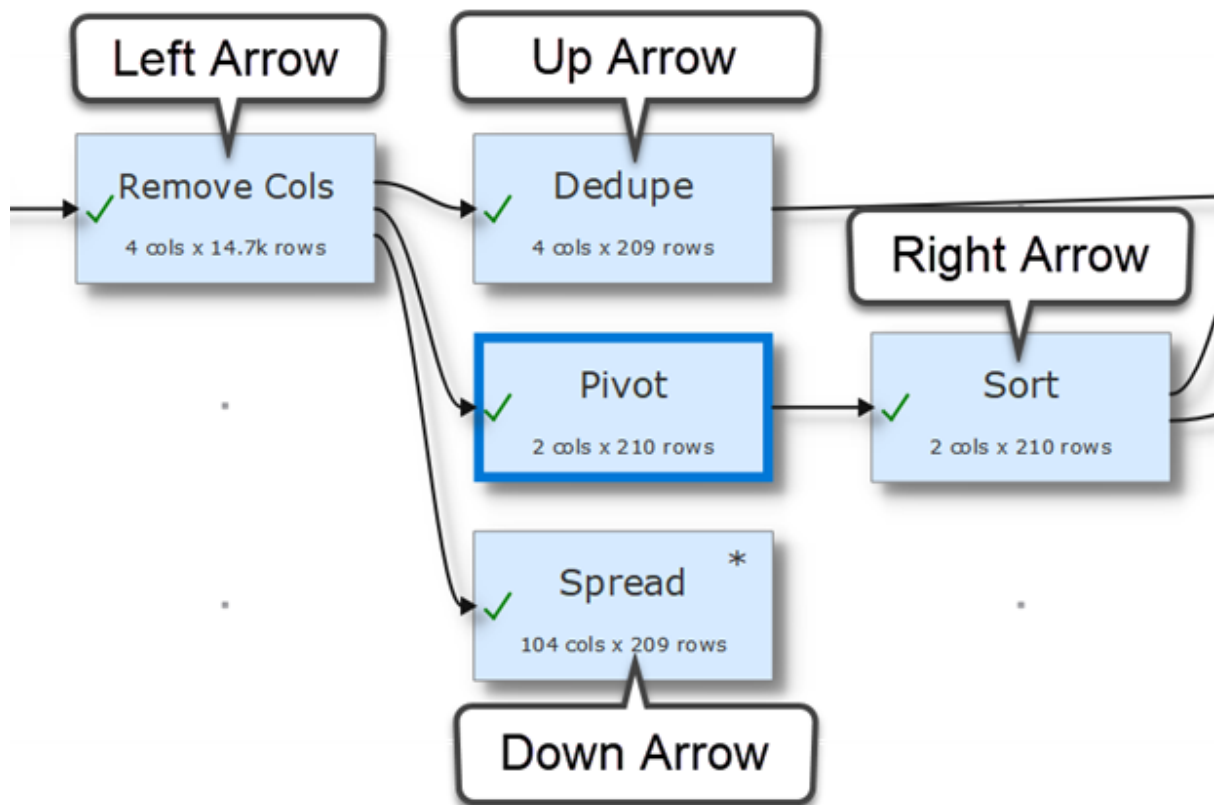 Left Arrow
Up Arrow
Remove Cols
4 cols x 14.7k rows
Dedupe
4 cols x 209 rows
Right Arrow
Pivot
2 cols x 210 rows
Sort
2 cols x 210 rows
Spread
*
104 cols x 209 rows
Down Arrow